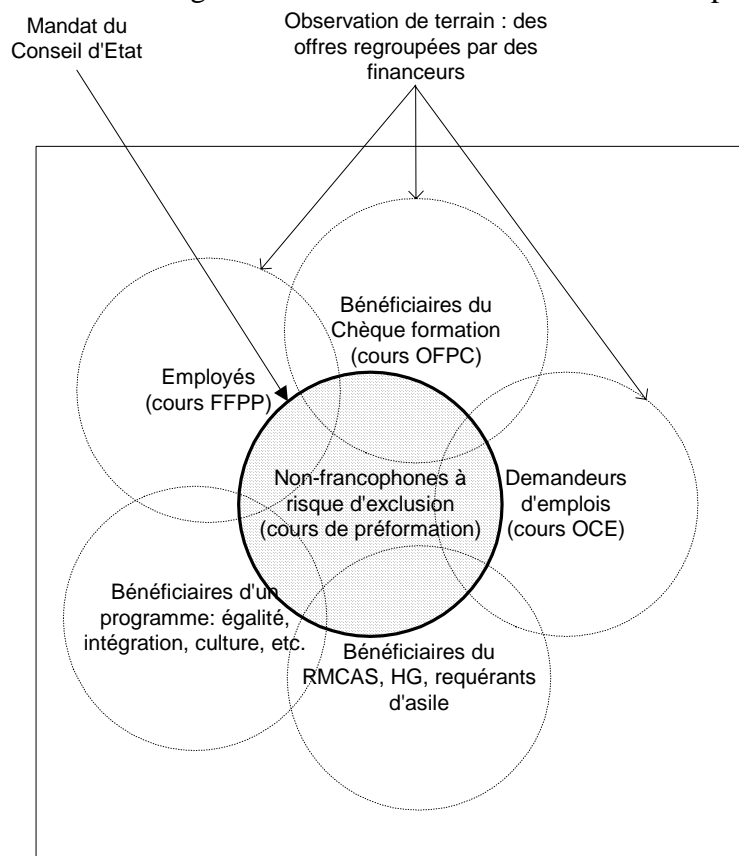 Mandat du
Conseil d'Etat
Observation de terrain : des
offres regroupées par des
financeurs
Bénéficiaires du
Chèque formation
(cours OFPC)
Employés
(cours FFPP)
Non-francophones à
risque d'exclusion
(cours de préformation)
Demandeurs
d'emplois
(cours OCE)
Bénéficiaires d'un
programme: égalité,
intégration, culture, etc.
Bénéficiaires du
RMCAS, HG, requérants
d'asile